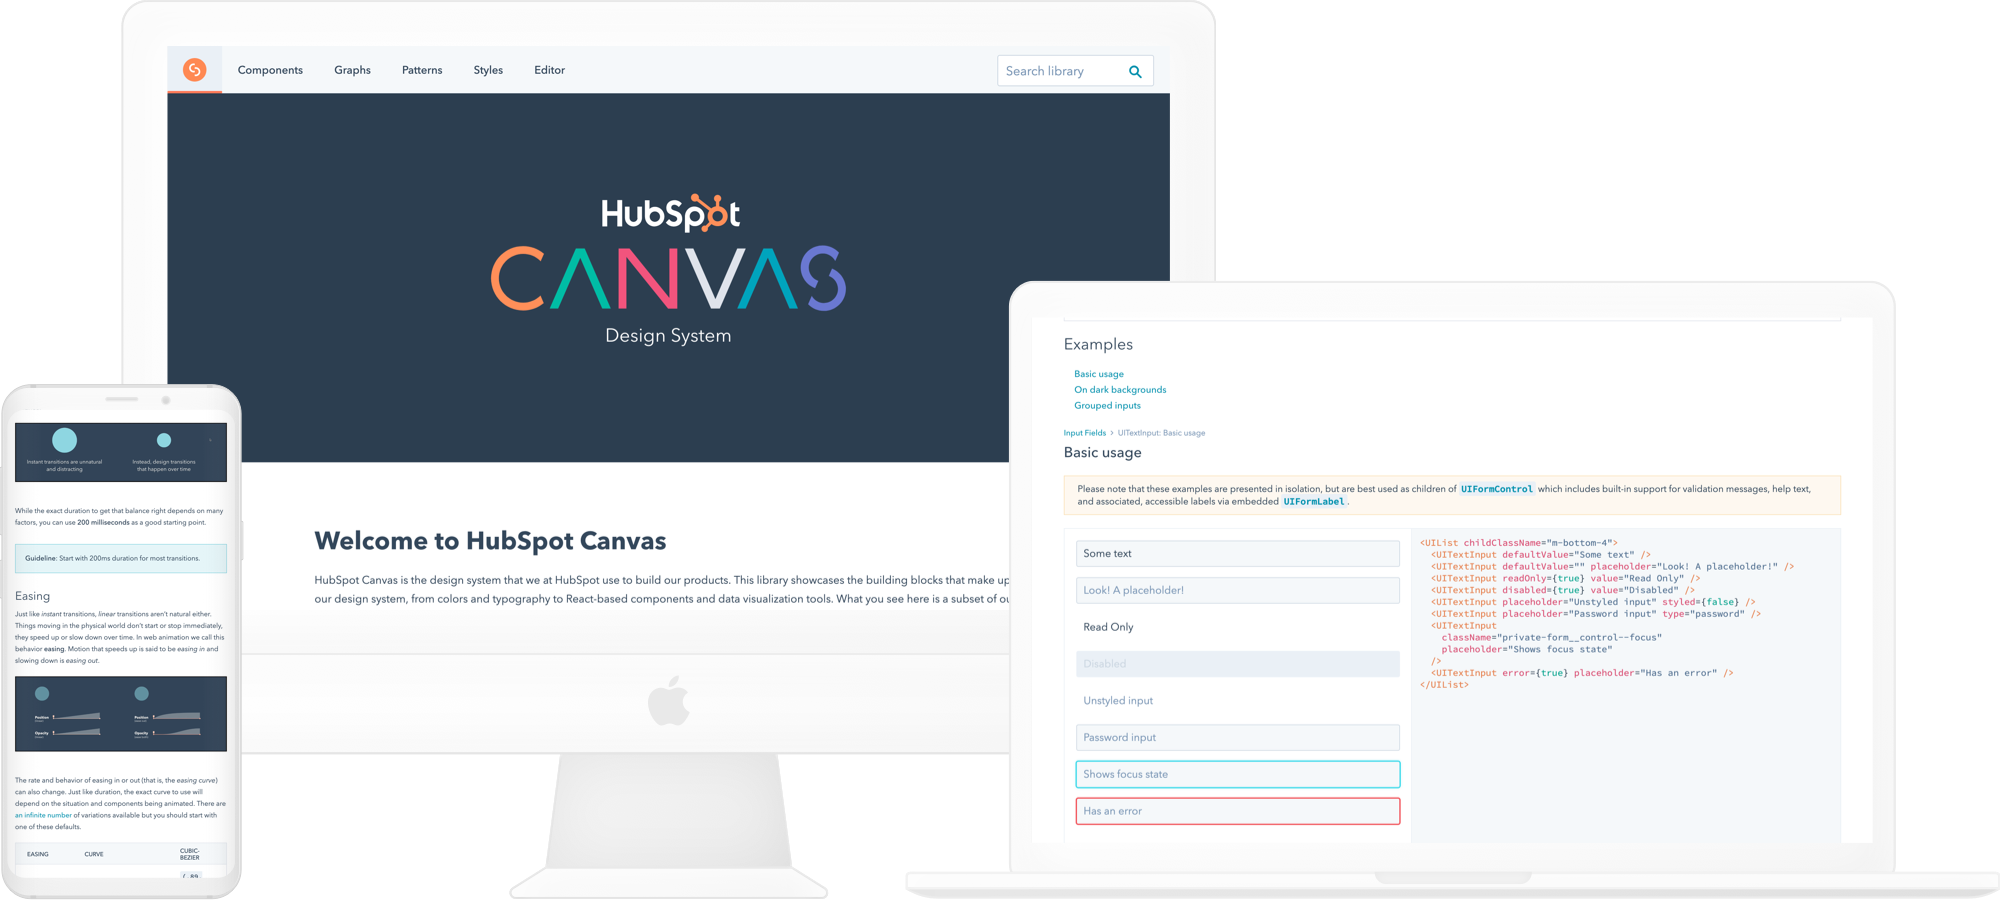 Components Graphs Patterns Styles Editor
Search library
HubSpot
CANVAS
Design System
Welcome to HubSpot Canvas
HubSpot Canvas is the design system that we at HubSpot use to build our products. This library showcases the building blocks that make up
our design system, from colors and typography to React-based components and data visualization tools. What you see here is a subset of
Instant transitions are unnatural
and distracting
Instead, design transitions
that happen over time
While the exact duration to get that balance right depends on many
factors, you can use 200 milliseconds as a good starting point.
Guideline: Start with 200ms duration for most transitions.
Easing
Just like instant transitions, linear transitions aren't natural either.
Things moving in the physical world don't start or stop immediately,
they speed up or slow down over time. In web animation we call this
behavior easing. Motion that speeds up is said to be easing in and
slowing down is easing out.
Position
Position
Opacity
Opacity
The rate and behavior of easing in or out (that is, the easing curve)
can also change. Just like duration, the exact curve to use will
depend on the situation and components being animated. There are
an infinite number of variations available but you should start with
one of these defaults.
EASING CURVE CUBIC-
BEZIER
Examples
Basic usage
On dark backgrounds
Grouped inputs
Input Fields > UITextInput: Basic usage
Basic usage
Please note that these examples are presented in isolation, but are best used as children of UIFormControl which includes built-in support for validation messages, help text,
and associated, accessible labels via embedded UIFormLabel.
Some text
Look! A placeholder!
Read Only
Disabled
Unstyled input
Password input
Shows focus state
Has an error
<UIList childClassName="m-bottom-4">
<UITextInput defaultValue="Some text" />
<UITextInput defaultValue="" placeholder="Look! A placeholder!" />
<UITextInput readOnly={true} value="Read Only" />
<UITextInput disabled={true} value="Disabled" />
<UITextInput placeholder="Unstyled input" styled={false} />
<UITextInput placeholder="Password input" type="password" />
<UITextInput
className="private-form__control--focus"
placeholder="Shows focus state"
/>
<UITextInput error={true} placeholder="Has an error" />
</UIList>